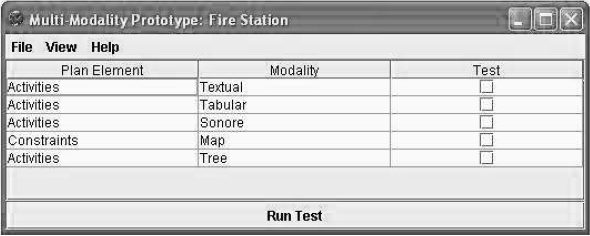 Multi-Modality Prototype: Fire Station
File View Help
Plan Element Modality Test
Activities Textual
Activities Tabular
Activities Sonore
Constraints Map
Activities Tree
Run Test